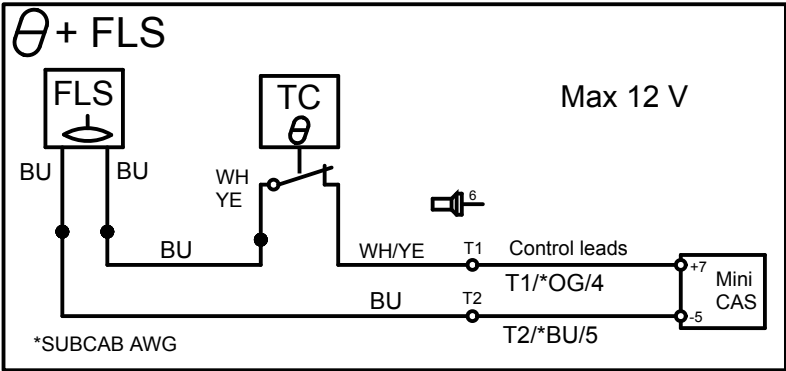 θ + FLS
FLS
TC
θ
Max 12 V
BU
BU
WH
YE
6
BU
WH/YE
T1
Control leads
+7
T1/*OG/4
Mini
CAS
BU
T2
-5
T2/*BU/5
*SUBCAB AWG